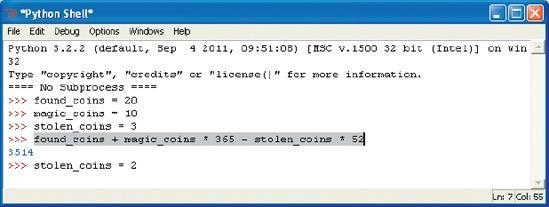 *Python Shell*
File Edit Debug Options Windows Help
Python 3.2.2 (default, Sep 4 2011, 09:51:08) [MSC v.1500 32 bit (Intel)] on win
32
Type "copyright", "credits" or "license()" for more information.
==== No Subprocess ====
>>> found_coins = 20
>>> magic_coins = 10
>>> stolen_coins = 3
>>> found_coins + magic_coins * 365 - stolen_coins * 52
3514
>>> stolen_coins = 2
Ln: 7 Col: 55